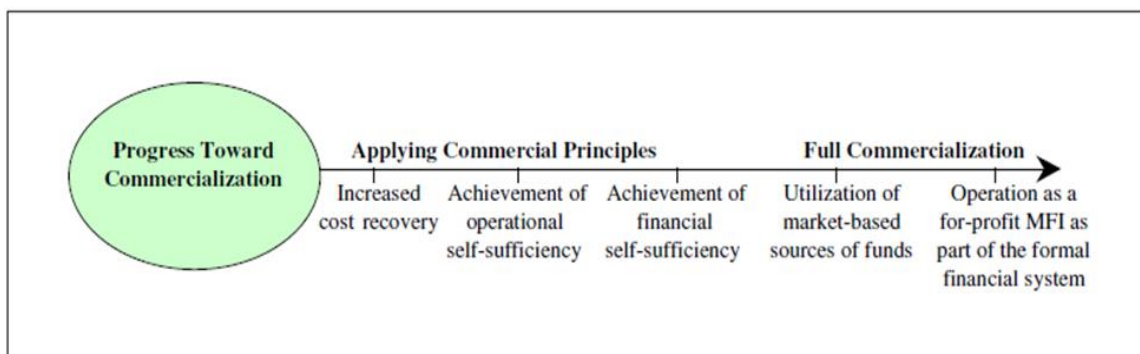 Progress Toward
Commercialization
Applying Commercial Principles
Full Commercialization
Increased
cost recovery
Achievement of
operational
self-sufficiency
Achievement of
financial
self-sufficiency
Utilization of
market-based
sources of funds
Operation as a
for-profit MFI as
part of the formal
financial system